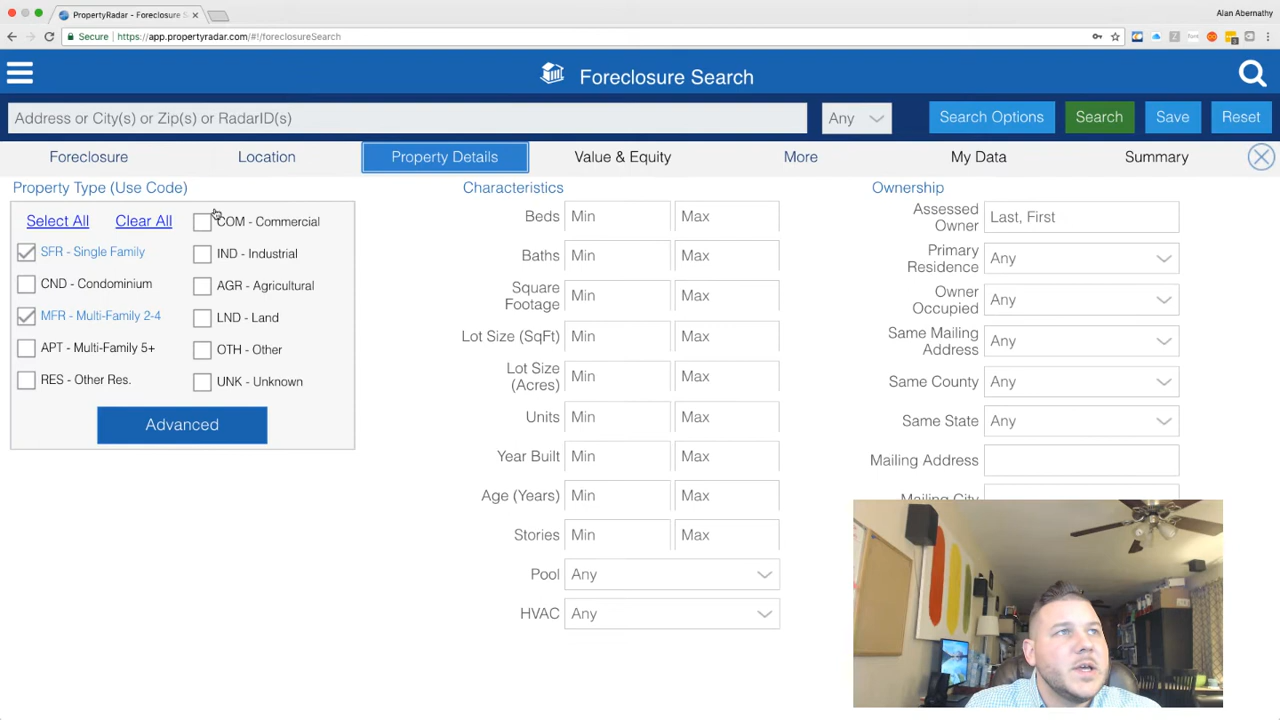 PropertyRadar - Foreclosure S
Alan Abernathy
Secure
https://app.propertyradar.com/#!/foreclosureSearch
Foreclosure Search
Address or City(s) or Zip(s) or RadarID(s)
Any
Search Options
Search
Save
Reset
Foreclosure
Location
Property Details
Value & Equity
More
My Data
Summary
Property Type (Use Code)
Select All
Clear All
SFR - Single Family
CND - Condominium
MFR - Multi-Family 2-4
APT - Multi-Family 5+
RES - Other Res.
COM - Commercial
IND - Industrial
AGR - Agricultural
LND - Land
OTH - Other
UNK - Unknown
Advanced
Characteristics
Beds Min Max
Baths Min Max
Square
Footage Min Max
Lot Size (SqFt) Min Max
Lot Size
(Acres) Min Max
Units Min Max
Year Built Min Max
Age (Years) Min Max
Stories Min Max
Pool Any
HVAC Any
Ownership
Assessed
Owner Last, First
Primary
Residence Any
Owner
Occupied Any
Same Mailing
Address Any
Same County Any
Same State Any
Mailing Address
Mailing City